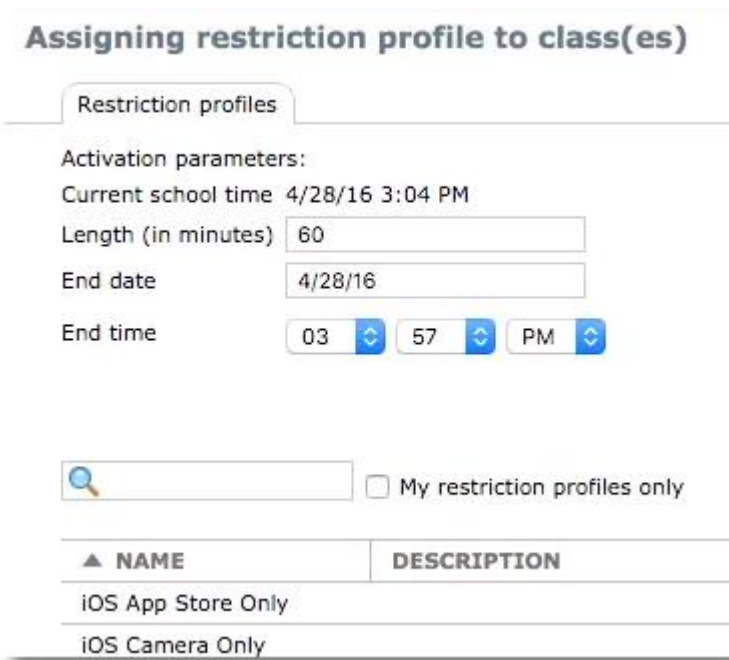 Assigning restriction profile to class(es)
Restriction profiles
Activation parameters:
Current school time 4/28/16 3:04 PM
Length (in minutes) 60
End date 4/28/16
End time 03 57 PM
My restriction profiles only
▲ NAME DESCRIPTION
iOS App Store Only
iOS Camera Only